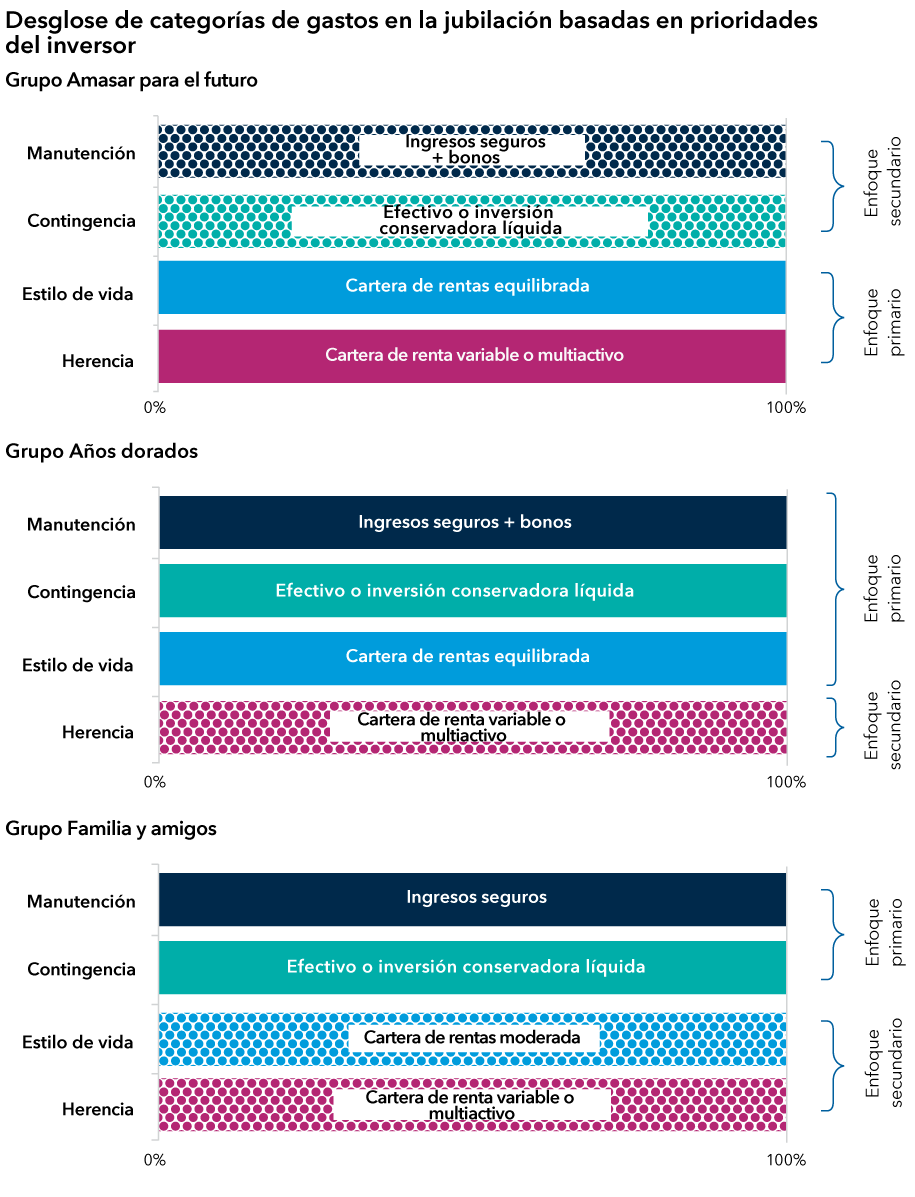 Desglose de categorías de gastos en la jubilación basadas en prioridades
del inversor
Grupo Amasar para el futuro
Manutención
Ingresos seguros
+ bonos
Contingencia
Efectivo o inversión
conservadora líquida
Estilo de vida
Cartera de rentas equilibrada
Herencia
Cartera de renta variable o multiactivo
Enfoque
secundario
Enfoque
primario
0%
100%
Grupo Años dorados
Manutención
Ingresos seguros + bonos
Contingencia
Efectivo o inversión conservadora líquida
Estilo de vida
Cartera de rentas equilibrada
Herencia
Cartera de renta variable o
multiactivo
Enfoque
primario
Enfoque
secundario
0%
100%
Grupo Familia y amigos
Manutención
Ingresos seguros
Contingencia
Efectivo o inversión conservadora líquida
Estilo de vida
Cartera de rentas moderada
Herencia
Cartera de renta variable o
multiactivo
Enfoque
primario
Enfoque
secundario
0%
100%